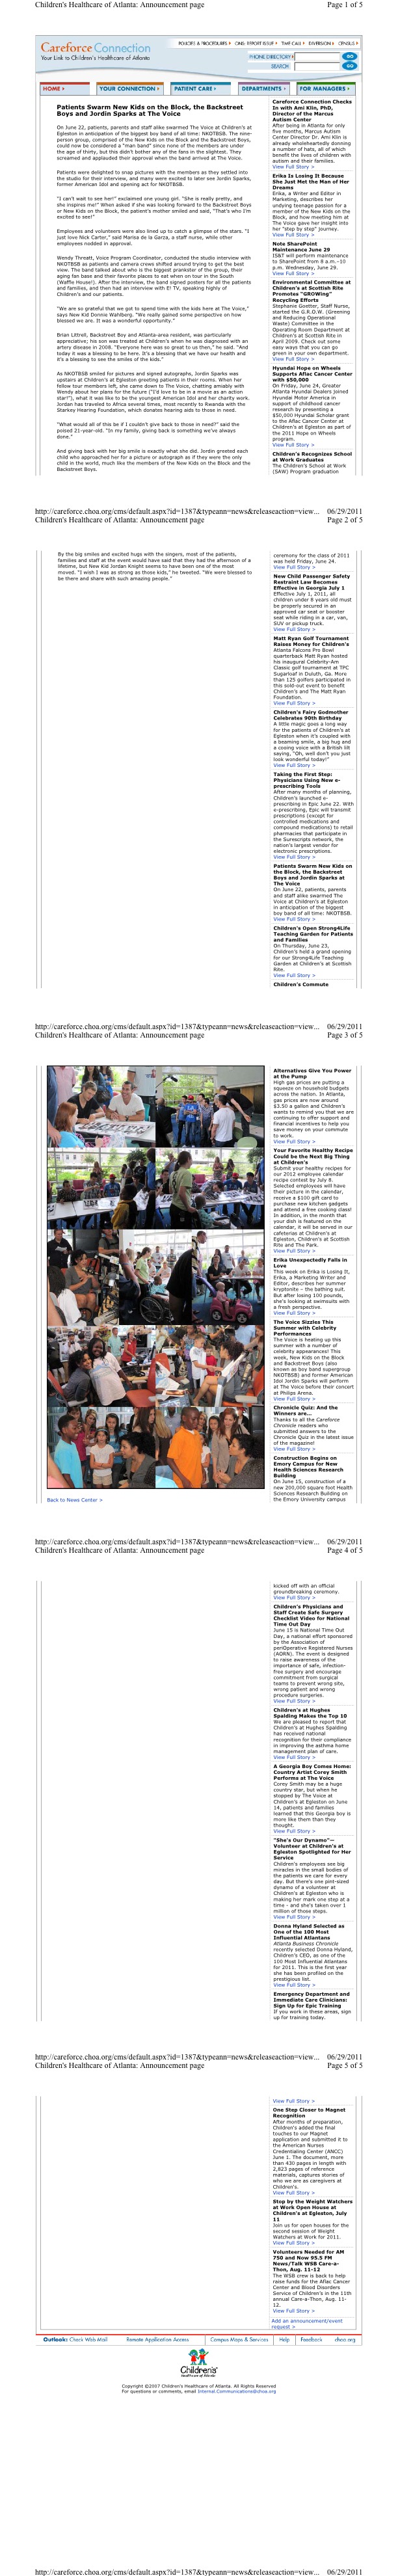 Children's Healthcare of Atlanta: Announcement page Page 1 of 5
Careforce Connection
Your Link to Children's Healthcare of Atlanta
POLICIES & PROCEDURES ONS REPORT ISSUE TIME CALL DIVERSION CENSUS
PHONE DIRECTORY GO
SEARCH GO
HOME YOUR CONNECTION PATIENT CARE DEPARTMENTS FOR MANAGERS
Patients Swarm New Kids on the Block, the Backstreet
Boys and Jordin Sparks at The Voice
On June 22, patients, parents and staff alike swarmed The Voice at Children's at
Egleston in anticipation of the biggest boy band of all time: NKOTBSB. The now-
merged group, comprised of New Kids on the Block and the Backstreet Boys,
could now be considered a "man band" since none of the members are under
the age of thirty, but that didn't slow down any of the fans in the slightest. They
screamed and applauded their approval as the group arrived at The Voice.
Patients were delighted to snap pictures with the members as they settled into
their seats for their interview, and many were also excited to later see Jordin Sparks,
former American Idol and opening act for NKOTBSB.
"I can't wait to see her!" exclaimed one young girl. "She is really pretty, and
she seems so nice." When asked if she was looking forward to the Backstreet Boys
or New Kids on the Block, the patient's mother smiled and said, "That's who I'm
excited to see!"
Employees and volunteers were also lined up to catch a glimpse of the stars. "I
just love Nick Carter," said Maria de la Garza, a project nurse, while other
employees nodded in approval.
Wendy Threatt, Voice Program Coordinator, conducted the studio interview with
NKOTBSB as patients and camera crews shuffled around trying to get the best
view. The band talked about who is the biggest prankster of the group, their
aging fan base and their favorite places to stop while on tour in the South
(Waffle House!). After the interview, the singers signed posters for all the patients
at Children's, and then had an interview with E! TV, speaking fondly about
Children's and our patients.
"We are so grateful that we got to spend time with the kids here at The Voice,"
said New Kid Donnie Wahlberg. "We really gained some perspective on how
blessed we are. It was a wonderful opportunity."
Brian Littrell, Backstreet Boy and Atlanta-area resident, was particularly
appreciative; his son was treated at Children's when he was diagnosed with an
artery disease in 2008. "Everyone here was so good to us then," he said. "And
today it was a blessing to be here. It's a blessing to have our health and
it's a blessing to see the smiles of the kids."
As NKOTBSB smiled for pictures and signed autographs, Jordin Sparks was
upstairs at Children's at Egleston, greeting patients in their rooms. When her
fellow performers left, she came down to The Voice, chatting amiably with
friends about her pets (a cat and dog) and her favorite TV show ("I'm a Gleek,
star!"), what it was like to compete against American Idol and her charity work.
Jordan has traveled to Africa several times, most recently to Rwanda with the
Starkey Hearing Foundation, which donates hearing aids to those in need.
"What would all of this be if I couldn't give back to those in need?" said the
poised 21-year-old. "In my family, giving back is something we've always
done."
And giving back with her big smile is exactly what she did. Jordin greeted each
person who approached her for a picture or autograph as if they were the only
child in the world, much like the members of the New Kids on the Block and the
Backstreet Boys.
Careforce Connection Checks
In with Ami Klin, PhD,
Director of the Marcus
Autism Center
After being in Atlanta for only
five months, Marcus Autism
Center Director Dr. Ami Klin is
already wholeheartedly donning
a number of hats, all of which
benefit the lives of children with
autism and their families.
View Full Story >
Erika is Losing It Because
She Just Met the Man of Her
Dreams
Erika, a Writer and Editor in
Marketing, describes her
undying teenage passion for a
member of the New Kids on the
Block, and how meeting him at
The Voice gave her insight into
her "step by step" journey.
View Full Story >
Note SharePoint
Maintenance June 29
IS&T will perform maintenance
to SharePoint from 8 a.m.–10
p.m. Wednesday, June 29.
View Full Story >
Environmental Committee at
Children's at Scottish Rite
Promotes "GROWing"
Recycling Efforts
Stephanie Goetter, Staff Nurse,
started the G.R.O.W. (Greening
and Reducing Operational
Waste) Committee in the
Operating Room Department at
Children's at Scottish Rite in
April 2009. Check out some
easy ways that you can go
green in your own department.
View Full Story >
Hyundai Hope on Wheels
Supports Aflac Cancer Center
with $50,000
On Friday, June 24, Greater
Atlanta Hyundai Dealers joined
Hyundai Motor America in
support of childhood cancer
research by presenting a
$50,000 Hyundai Scholar grant
to the Aflac Cancer Center at
Children's at Egleston as part of
the 2011 Hope on Wheels
program.
View Full Story >
Children's Recognizes School
at Work Graduates
The Children's School at Work
(SAW) Program graduation
http://careforce.choa.org/cms/default.aspx?id=1387&typeann=news&releaseaction=view... 06/29/2011
Children's Healthcare of Atlanta: Announcement page Page 2 of 5
By the big smiles and excited hugs with the singers, most of the patients,
families and staff at the event would have said that they had the afternoon of a
lifetime, but New Kid Jordan Knight seems to have been one of the most
moved. "I wish I was as strong as those kids," he tweeted. "We were blessed to
be there and share with such amazing people."
ceremony for the class of 2011
was held Friday, June 24.
View Full Story >
New Child Passenger Safety
Restraint Law Becomes
Effective in Georgia July 1
Effective July 1, 2011, all
children under 8 years old must
be properly secured in an
approved car seat or booster
seat while riding in a car, van,
SUV or pickup truck.
View Full Story >
Matt Ryan Golf Tournament
Raises Money for Children's
Atlanta Falcons Pro Bowl
quarterback Matt Ryan hosted
his inaugural Celebrity-Am
Classic golf tournament at TPC
Sugarloaf in Duluth, Ga. More
than 125 golfers participated in
this sold-out event to benefit
Children's and The Matt Ryan
Foundation.
View Full Story >
Children's Fairy Godmother
Celebrates 90th Birthday
A little magic goes a long way
for the patients of Children's at
Egleston when it's coupled with
a beaming smile, a big hug and
a cooing voice with a British lilt
saying, "Oh, well don't you just
look wonderful today!"
View Full Story >
Taking the First Step:
Physicians Using New e-
prescribing Tools
After many months of planning,
Children's launched e-
prescribing in Epic June 22. With
e-prescribing, Epic will transmit
prescriptions (except for
controlled medications and
compound medications) to retail
pharmacies that participate in
the Surescripts network, the
nation's largest vendor for
electronic prescriptions.
View Full Story >
Patients Swarm New Kids on
the Block, the Backstreet
Boys and Jordin Sparks at
The Voice
On June 22, patients, parents
and staff alike swarmed The
Voice at Children's at Egleston
in anticipation of the biggest
boy band of all time: NKOTBSB.
View Full Story >
Children's Open Strong4Life
Teaching Garden for Patients
and Families
On Thursday, June 23,
Children's held a grand opening
for our Strong4Life Teaching
Garden at Children's at Scottish
Rite.
View Full Story >
Children's Commute
http://careforce.choa.org/cms/default.aspx?id=1387&typeann=news&releaseaction=view... 06/29/2011
Children's Healthcare of Atlanta: Announcement page Page 3 of 5
Alternatives Give You Power
at the Pump
High gas prices are putting a
squeeze on household budgets
across the nation. In Atlanta,
gas prices are now around
$3.50 a gallon and Children's
wants to remind you that we are
continuing to offer support and
financial incentives to help you
save money on your commute
to work.
View Full Story >
Your Favorite Healthy Recipe
Could be the Next Big Thing
at Children's
Submit your healthy recipes for
our 2012 employee calendar
recipe contest by July 8.
Selected employees will have
their picture in the calendar,
receive a $100 gift card to
purchase new kitchen gadgets
and attend a free cooking class!
In addition, in the month that
your dish is featured on the
calendar, it will be served in our
cafeterias at Children's at
Egleston, Children's at Scottish
Rite and The Park.
View Full Story >
Erika Unexpectedly Falls in
Love
This week on Erika is Losing It,
Erika, a Marketing Writer and
Editor, describes her summer
kryptonite – the bathing suit.
But after losing 100 pounds,
she's looking at swimsuits with
a fresh perspective.
View Full Story >
The Voice Sizzles This
Summer with Celebrity
Performances
The Voice is heating up this
summer with a number of
celebrity appearances! This
week, New Kids on the Block
and Backstreet Boys (also
known as boy band supergroup
NKOTBSB) and former American
Idol Jordin Sparks will perform
at The Voice before their concert
at Philips Arena.
View Full Story >
Chronicle Quiz: And the
Winners are...
Thanks to all the Careforce
Chronicle readers who
submitted answers to the
Chronicle Quiz in the latest issue
of the magazine!
View Full Story >
Construction Begins on
Emory Campus for New
Health Sciences Research
Building
On June 15, construction of a
new 200,000 square foot Health
Sciences Research Building on
the Emory University campus
Back to News Center >
http://careforce.choa.org/cms/default.aspx?id=1387&typeann=news&releaseaction=view... 06/29/2011
Children's Healthcare of Atlanta: Announcement page Page 4 of 5
kicked off with an official
groundbreaking ceremony.
View Full Story >
Children's Physicians and
Staff Create Safe Surgery
Checklist Video for National
Time Out Day
June 15 is National Time Out
Day, a national effort sponsored
by the Association of
periOperative Registered Nurses
(AORN). The event is designed
to raise awareness of the
importance of safe, infection-
free surgery and encourage
commitment from surgical
teams to prevent wrong site,
wrong patient and wrong
procedure surgeries.
View Full Story >
Children's at Hughes
Spalding Makes the Top 10
We are pleased to report that
Children's at Hughes Spalding
has received national
recognition for their compliance
in improving the asthma home
management plan of care.
View Full Story >
A Georgia Boy Comes Home:
Country Artist Corey Smith
Performs at The Voice
Corey Smith may be a huge
country star, but when he
stopped by The Voice at
Children's at Egleston on June
14, patients and families
learned that this Georgia boy is
more like them than they
thought.
View Full Story >
"She's Our Dynamo"—
Volunteer at Children's at
Egleston Spotlighted for Her
Service
Children's employees see big
miracles in the small bodies of
the patients we care for every
day. But there's one pint-sized
dynamo of a volunteer at
Children's at Egleston who is
making her mark one step at a
time - and she's taken over 1
million of those steps.
View Full Story >
Donna Hyland Selected as
One of the 100 Most
Influential Atlantans
Atlanta Business Chronicle
recently selected Donna Hyland,
Children's CEO, as one of the
100 Most Influential Atlantans
for 2011. This is the first year
she has been profiled on the
prestigious list.
View Full Story >
Emergency Department and
Immediate Care Clinicians:
Sign Up for Epic Training
If you work in these areas, sign
up for training today.
http://careforce.choa.org/cms/default.aspx?id=1387&typeann=news&releaseaction=view... 06/29/2011
Children's Healthcare of Atlanta: Announcement page Page 5 of 5
View Full Story >
One Step Closer to Magnet
Recognition
After months of preparation,
Children's added the final
touches to our Magnet
application and submitted it to
the American Nurses
Credentialing Center (ANCC)
June 1. The document, more
than 430 pages in length with
2,823 pages of reference
materials, captures stories of
who we are as caregivers at
Children's.
View Full Story >
Stop by the Weight Watchers
at Work Open House at
Children's at Egleston, July
11
Join us for open houses for the
second session of Weight
Watchers at Work for 2011.
View Full Story >
Volunteers Needed for AM
750 and Now 95.5 FM
News/Talk WSB Care-a-
Thon, Aug. 11-12
The WSB crew is back to help
raise funds for the Aflac Cancer
Center and Blood Disorders
Service of Children's in the 11th
annual Care-a-Thon, Aug. 11-
12.
View Full Story >
Add an announcement/event
request >
Outlook: Check Web Mail Remote Application Access Campus Maps & Services Help Feedback choa.org
Children's
Healthcare of Atlanta
Copyright ©2007 Children's Healthcare of Atlanta. All Rights Reserved
For questions or comments, email Internal.Communications@choa.org
http://careforce.choa.org/cms/default.aspx?id=1387&typeann=news&releaseaction=view... 06/29/2011